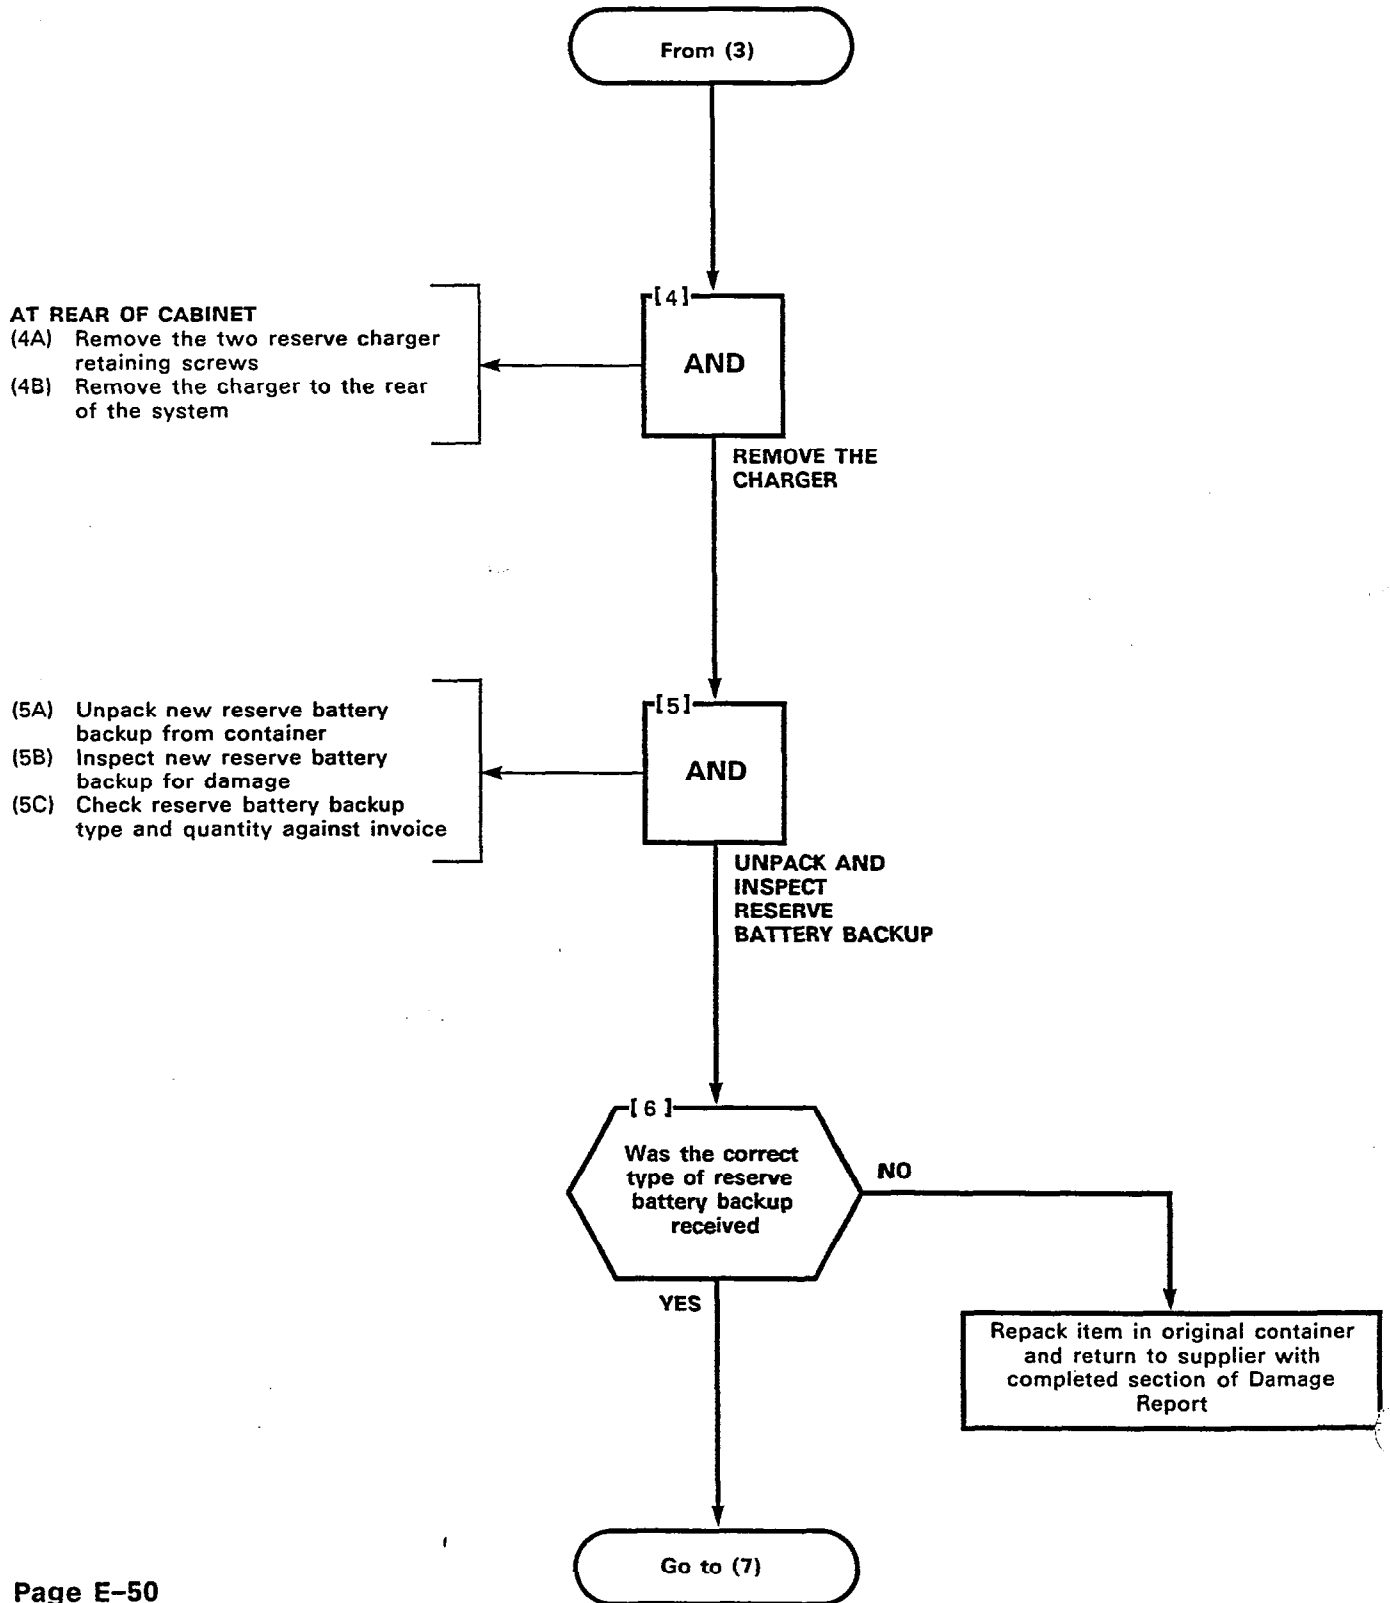 From (3)
[4]
AND
AT REAR OF CABINET
(4A) Remove the two reserve charger
retaining screws
(4B) Remove the charger to the rear
of the system
REMOVE THE
CHARGER
[5]
AND
(5A) Unpack new reserve battery
backup from container
(5B) Inspect new reserve battery
backup for damage
(5C) Check reserve battery backup
type and quantity against invoice
UNPACK AND
INSPECT
RESERVE
BATTERY BACKUP
[6]
Was the correct
type of reserve
battery backup
received
NO
YES
Repack item in original container
and return to supplier with
completed section of Damage
Report
Go to (7)
Page E-50